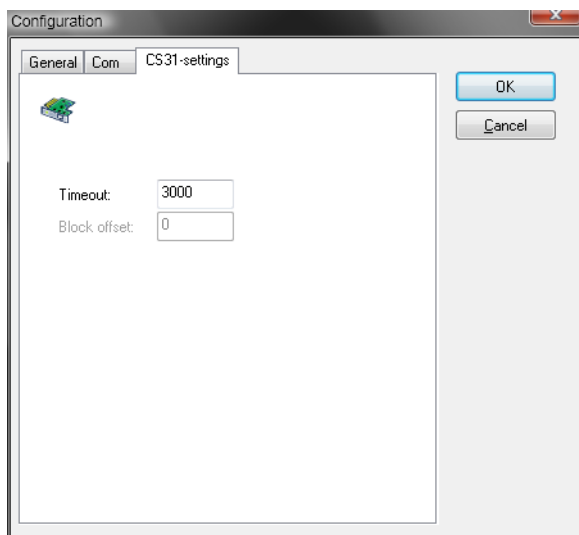 Configuration
General Com CS31-settings
OK
Cancel
Timeout: 3000
Block offset: 0